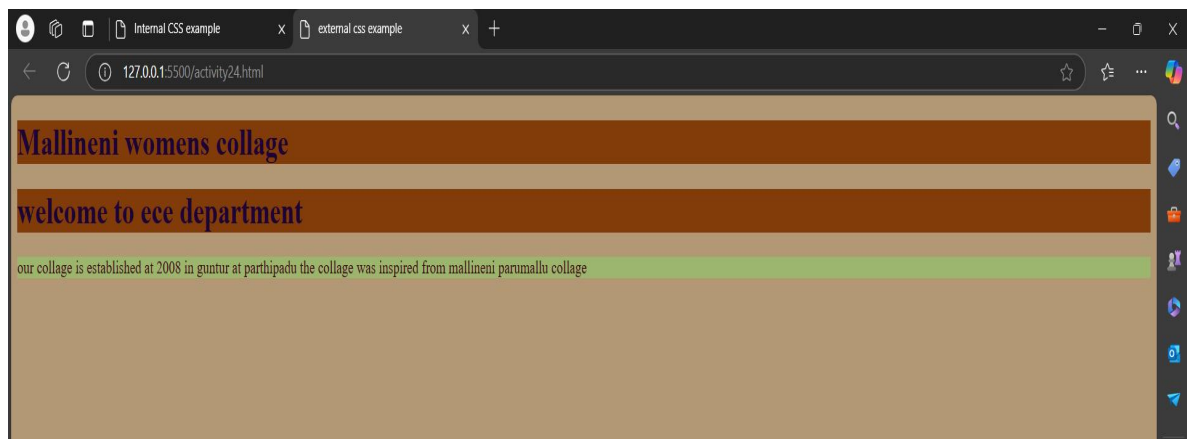 Internal CSS example
external css example
127.0.0.1:5500/activity24.html
Mallineni womens collage
welcome to ece department
our collage is established at 2008 in guntur at parthipadu the collage was inspired from mallineni parumallu collage